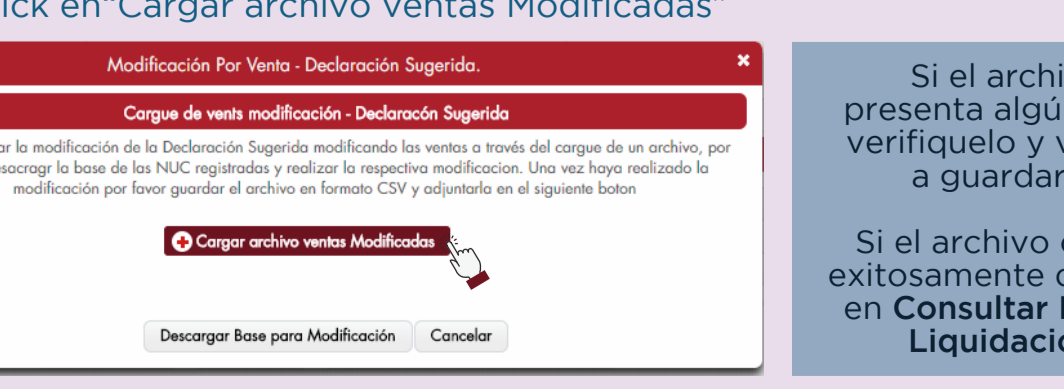 ick en“Cargar archivo ventas Modificadas”
Modificación Por Venta - Declaración Sugerida.
Cargue de vents modificación - Declaracón Sugerida
ar la modificación de la Declaración Sugerida modificando las ventas a través del cargue de un archivo, por
esacragr la base de las NUC registradas y realizar la respectiva modificacion. Una vez haya realizado la
modificación por favor guardar el archivo en formato CSV y adjuntarla en el siguiente boton
Cargar archivo ventas Modificadas
Descargar Base para Modificación Cancelar
Si el archi
presenta algú
verifiquelo y v
a guardar
Si el archivo
exitosamente
en Consultar
Liquidaci